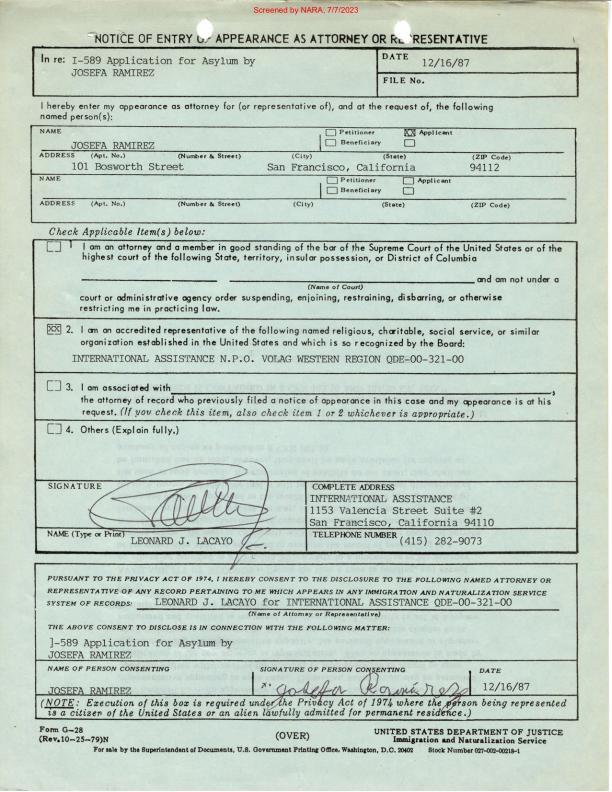 Screened by NARA, 7/7/2023
NOTICE OF ENTRY OF APPEARANCE AS ATTORNEY OR REPRESENTATIVE
In re: I-589 Application for Asylum by
JOSEFA RAMIREZ
DATE
12/16/87
FILE No.
I hereby enter my appearance as attorney for (or representative of), and at the request of, the following
named person(s):
NAME
JOSEFA RAMIREZ
Petitioner
XX Applicant
Beneficiary
ADDRESS (Apt. No.) (Number & Street) (City) (State) (ZIP Code)
101 Bosworth Street San Francisco, California 94112
NAME
Petitioner
Applicant
Beneficiary
ADDRESS (Apt. No.) (Number & Street) (City) (State) (ZIP Code)
Check Applicable Item(s) below:
1 I am an attorney and a member in good standing of the bar of the Supreme Court of the United States or of the
highest court of the following State, territory, insular possession, or District of Columbia
and am not under a
(Name of Court)
court or administrative agency order suspending, enjoining, restraining, disbarring, or otherwise
restricting me in practicing law.
XX 2. I am an accredited representative of the following named religious, charitable, social service, or similar
organization established in the United States and which is so recognized by the Board:
INTERNATIONAL ASSISTANCE N.P.O. VOLAG WESTERN REGION QDE-00-321-00
3. I am associated with
the attorney of record who previously filed a notice of appearance in this case and my appearance is at his
request. (If you check this item, also check item 1 or 2 whichever is appropriate.)
4. Others (Explain fully.)
SIGNATURE
COMPLETE ADDRESS
INTERNATIONAL ASSISTANCE
1153 Valencia Street Suite #2
San Francisco, California 94110
NAME (Type or Print)
LEONARD J. LACAYO
TELEPHONE NUMBER (415) 282-9073
PURSUANT TO THE PRIVACY ACT OF 1974, I HEREBY CONSENT TO THE DISCLOSURE TO THE FOLLOWING NAMED ATTORNEY OR
REPRESENTATIVE OF ANY RECORD PERTAINING TO ME WHICH APPEARS IN ANY IMMIGRATION AND NATURALIZATION SERVICE
SYSTEM OF RECORDS: LEONARD J. LACAYO for INTERNATIONAL ASSISTANCE QDE-00-321-00
(Name of Attorney or Representative)
THE ABOVE CONSENT TO DISCLOSE IS IN CONNECTION WITH THE FOLLOWING MATTER:
]-589 Application for Asylum by
JOSEFA RAMIREZ
NAME OF PERSON CONSENTING
JOSEFA RAMIREZ
SIGNATURE OF PERSON CONSENTING
x. Josefa Ramirez
DATE
12/16/87
(NOTE: Execution of this box is required under the Privacy Act of 1974 where the person being represented
is a citizen of the United States or an alien lawfully admitted for permanent residence.)
Form G-28
(Rev.10-25-79)N
(OVER)
UNITED STATES DEPARTMENT OF JUSTICE
Immigration and Naturalization Service
For sale by the Superintendent of Documents, U.S. Government Printing Office, Washington, D.C. 20402 Stock Number 027-002-00218-1